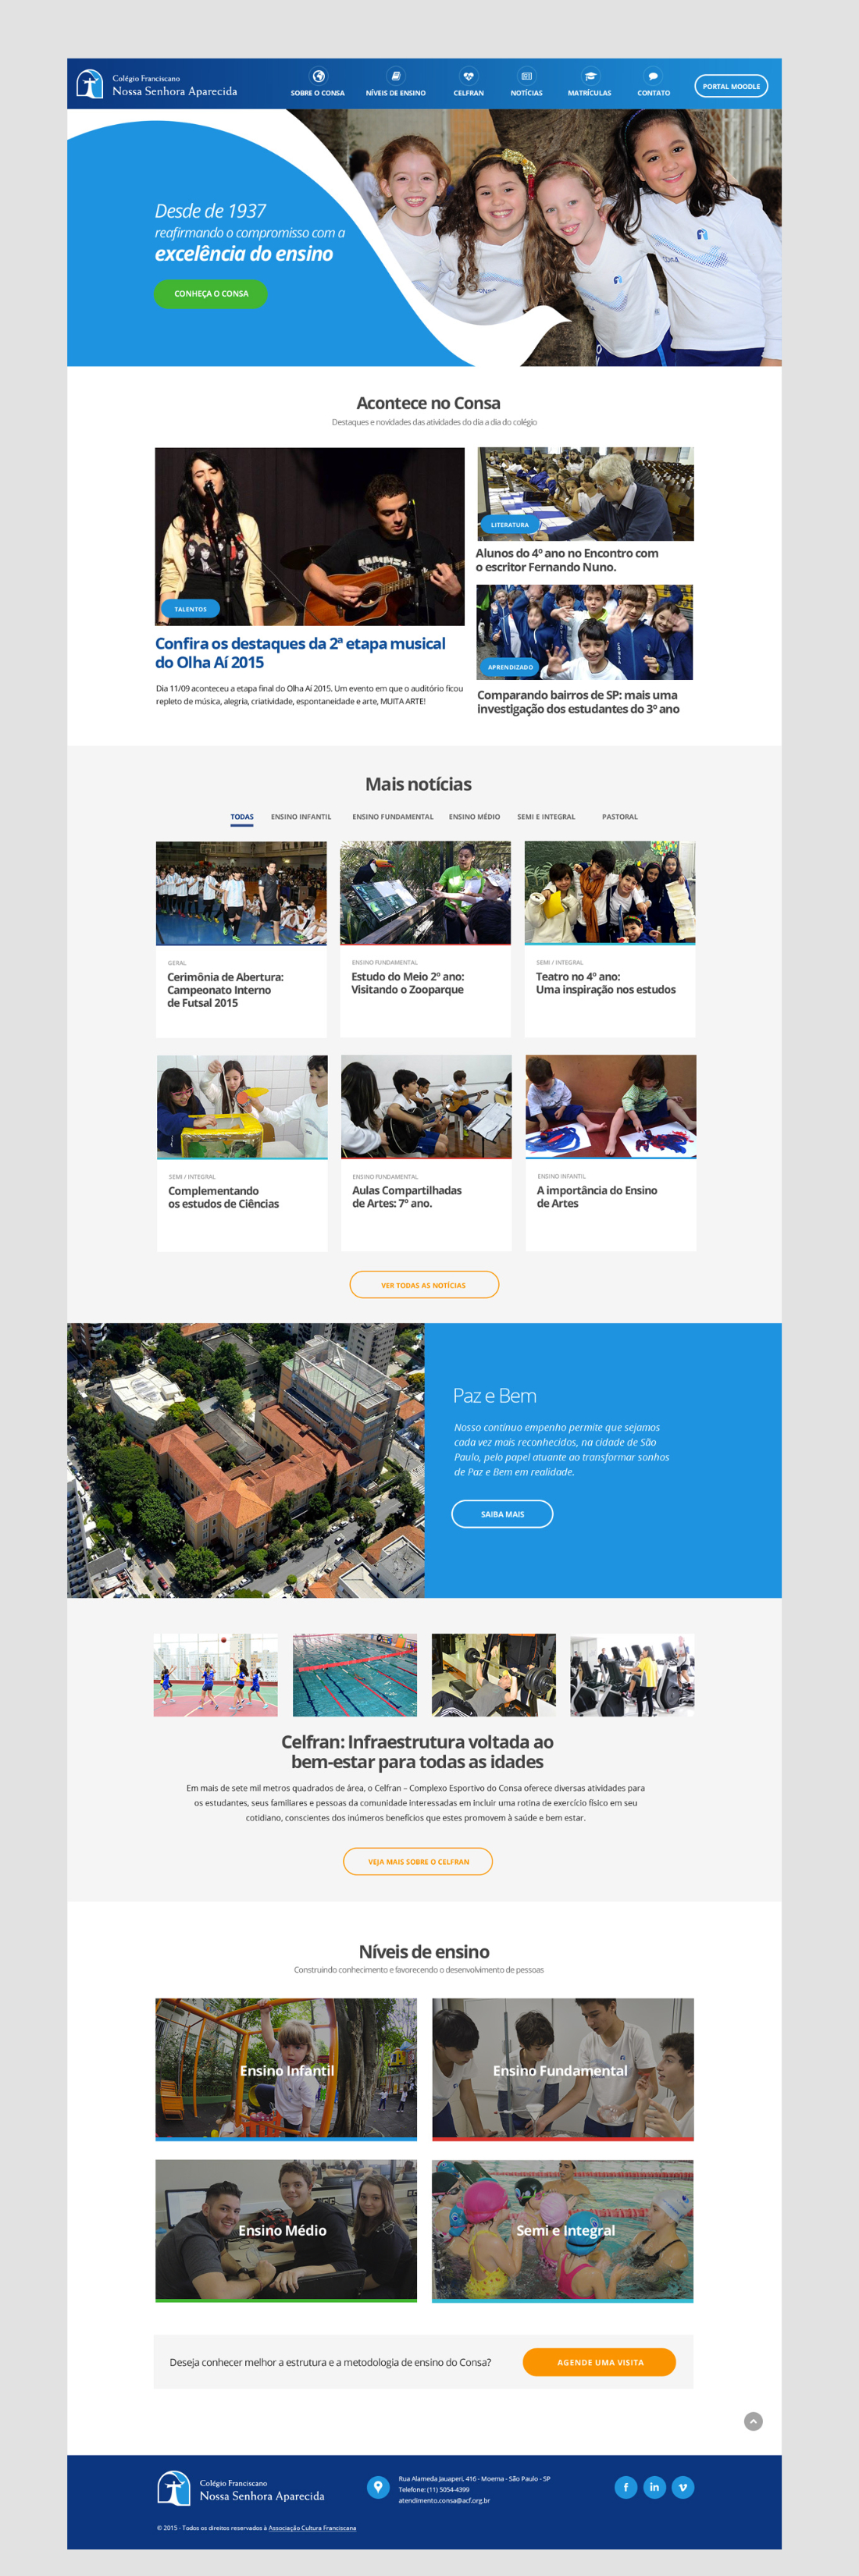 Colégio Franciscano
Nossa Senhora Aparecida
SOBRE O CONSA
NÍVEIS DE ENSINO
CELFRAN
NOTÍCIAS
MATRÍCULAS
CONTATO
PORTAL MOODLE
Desde de 1937
reafirmando o compromisso com a
excelência do ensino
CONHEÇA O CONSA
Acontece no Consa
Destaques e novidades das atividades do dia a dia do colégio
TALENTOS
Confira os destaques da 2ª etapa musical
do Olha Aí 2015
Dia 11/09 aconteceu a etapa final do Olha Aí 2015. Um evento em que o auditório ficou
repleto de música, alegria, criatividade, espontaneidade e arte, MUITA ARTE!
LITERATURA
Alunos do 4º ano no Encontro com
o escritor Fernando Nuno.
APRENDIZADO
Comparando bairros de SP: mais uma
investigação dos estudantes do 3º ano
Mais notícias
TODAS
ENSINO INFANTIL
ENSINO FUNDAMENTAL
ENSINO MÉDIO
SEMI E INTEGRAL
PASTORAL
GERAL
Cerimônia de Abertura:
Campeonato Interno
de Futsal 2015
ENSINO FUNDAMENTAL
Estudo do Meio 2º ano:
Visitando o Zooparque
SEMI / INTEGRAL
Teatro no 4º ano:
Uma inspiração nos estudos
SEMI / INTEGRAL
Complementando
os estudos de Ciências
ENSINO FUNDAMENTAL
Aulas Compartilhadas
de Artes: 7º ano.
ENSINO INFANTIL
A importância do Ensino
de Artes
VER TODAS AS NOTÍCIAS
Paz e Bem
Nosso contínuo empenho permite que sejamos
cada vez mais reconhecidos, na cidade de São
Paulo, pelo papel atuante ao transformar sonhos
de Paz e Bem em realidade.
SAIBA MAIS
Celfran: Infraestrutura voltada ao
bem-estar para todas as idades
Em mais de sete mil metros quadrados de área, o Celfran – Complexo Esportivo do Consa oferece diversas atividades para
os estudantes, seus familiares e pessoas da comunidade interessadas em incluir uma rotina de exercício físico em seu
cotidiano, conscientes dos inúmeros benefícios que estes promovem à saúde e bem estar.
VEJA MAIS SOBRE O CELFRAN
Níveis de ensino
Construindo conhecimento e favorecendo o desenvolvimento de pessoas
Ensino Infantil
Ensino Fundamental
Ensino Médio
Semi e Integral
Deseja conhecer melhor a estrutura e a metodologia de ensino do Consa?
AGENDE UMA VISITA
Colégio Franciscano
Nossa Senhora Aparecida
Rua Alameda Jauaperi, 416 - Moema - São Paulo - SP
Telefone: (11) 5054-4399
atendimento.consa@acf.org.br
© 2015 - Todos os direitos reservados à Associação Cultura Franciscana